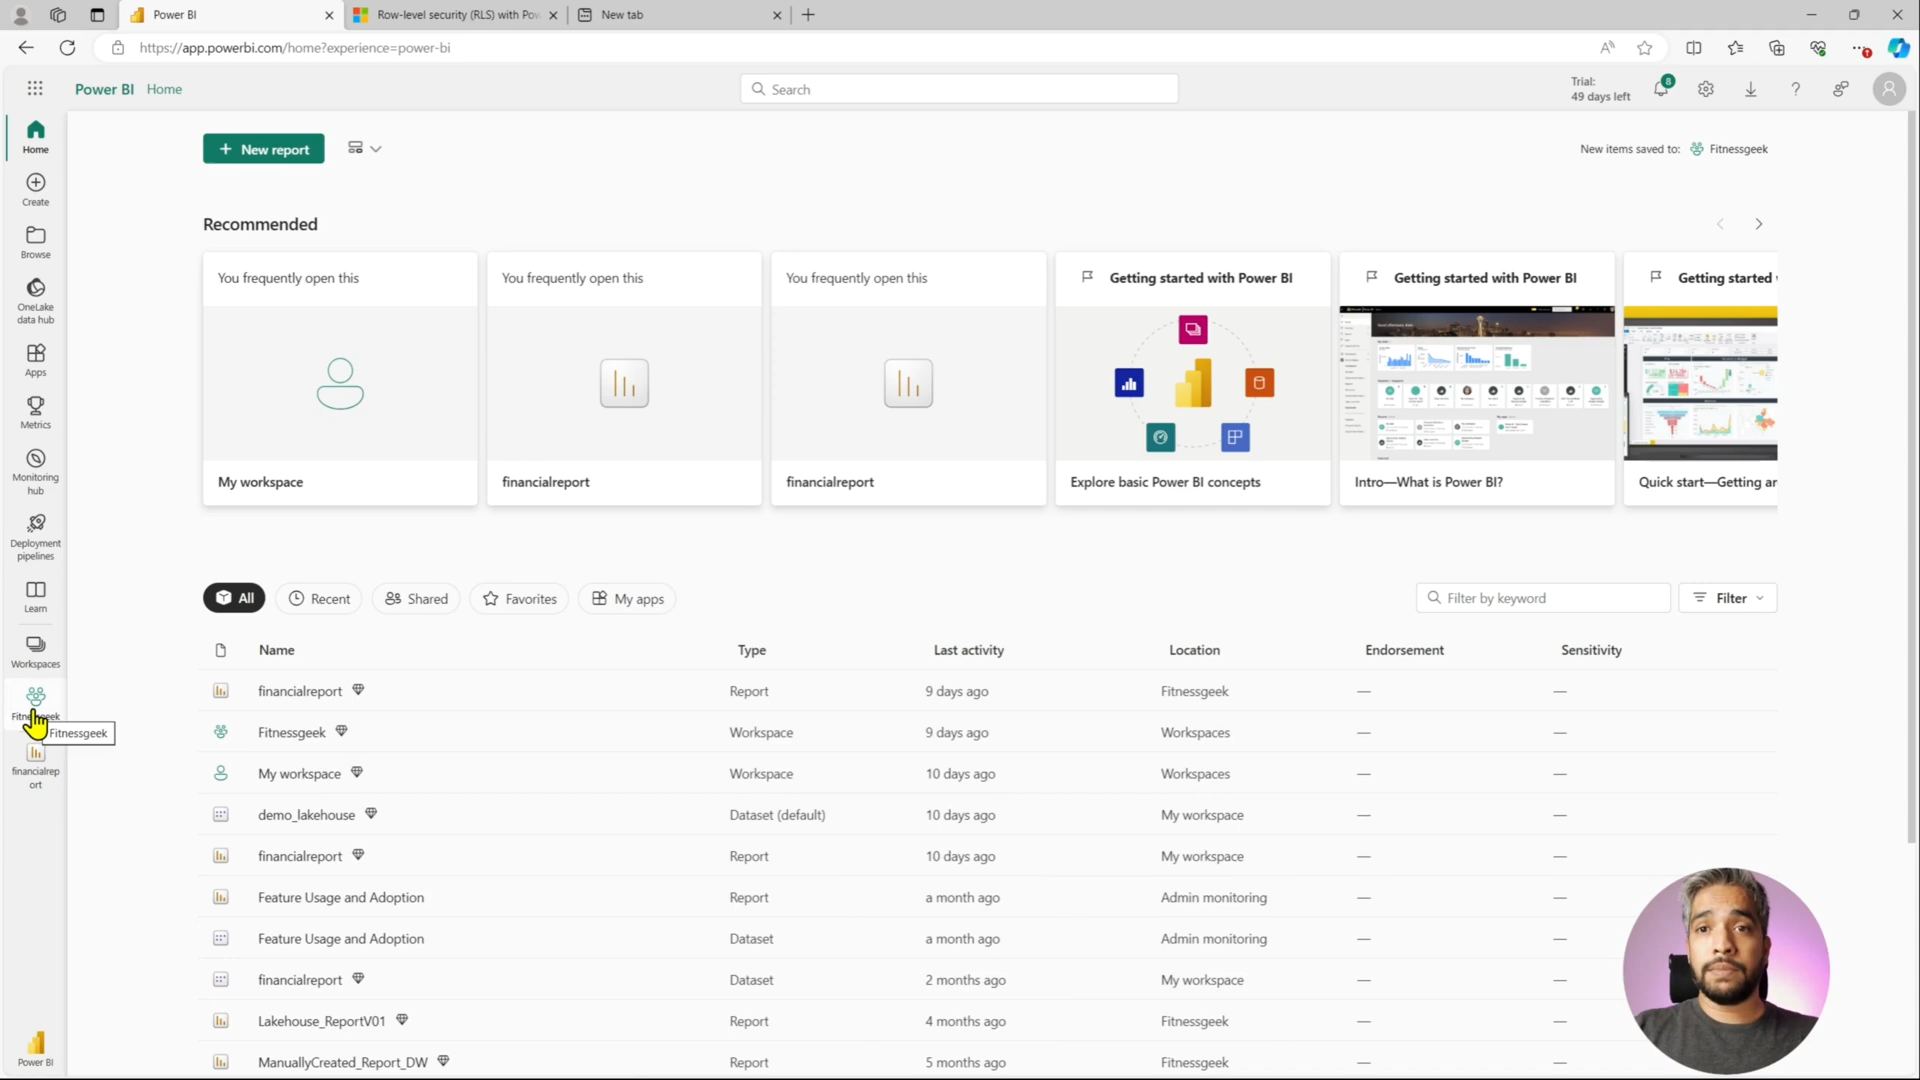 Power BI
Row-level security (RLS) with Pow
New tab
https://app.powerbi.com/home?experience=power-bi
Power BI Home
Search
Trial:
49 days left
8
Home
Create
Browse
OneLake
data hub
Apps
Metrics
Monitoring
hub
Deployment
pipelines
Learn
Workspaces
Fitnessgeek
financialrep
ort
Power BI
New report
New items saved to: Fitnessgeek
Recommended
You frequently open this
My workspace
You frequently open this
financialreport
You frequently open this
financialreport
Getting started with Power BI
Explore basic Power BI concepts
Getting started with Power BI
Intro—What is Power BI?
Getting started
Quick start—Getting ar
All
Recent
Shared
Favorites
My apps
Filter by keyword
Filter
Name Type Last activity Location Endorsement Sensitivity
financialreport Report 9 days ago Fitnessgeek — —
Fitnessgeek Workspace 9 days ago Workspaces — —
My workspace Workspace 10 days ago Workspaces — —
demo_lakehouse Dataset (default) 10 days ago My workspace — —
financialreport Report 10 days ago My workspace — —
Feature Usage and Adoption Report a month ago Admin monitoring — —
Feature Usage and Adoption Dataset a month ago Admin monitoring — —
financialreport Dataset 2 months ago My workspace — —
Lakehouse_ReportV01 Report 4 months ago Fitnessgeek — —
ManuallyCreated_Report_DW Report 5 months ago Fitnessgeek — —